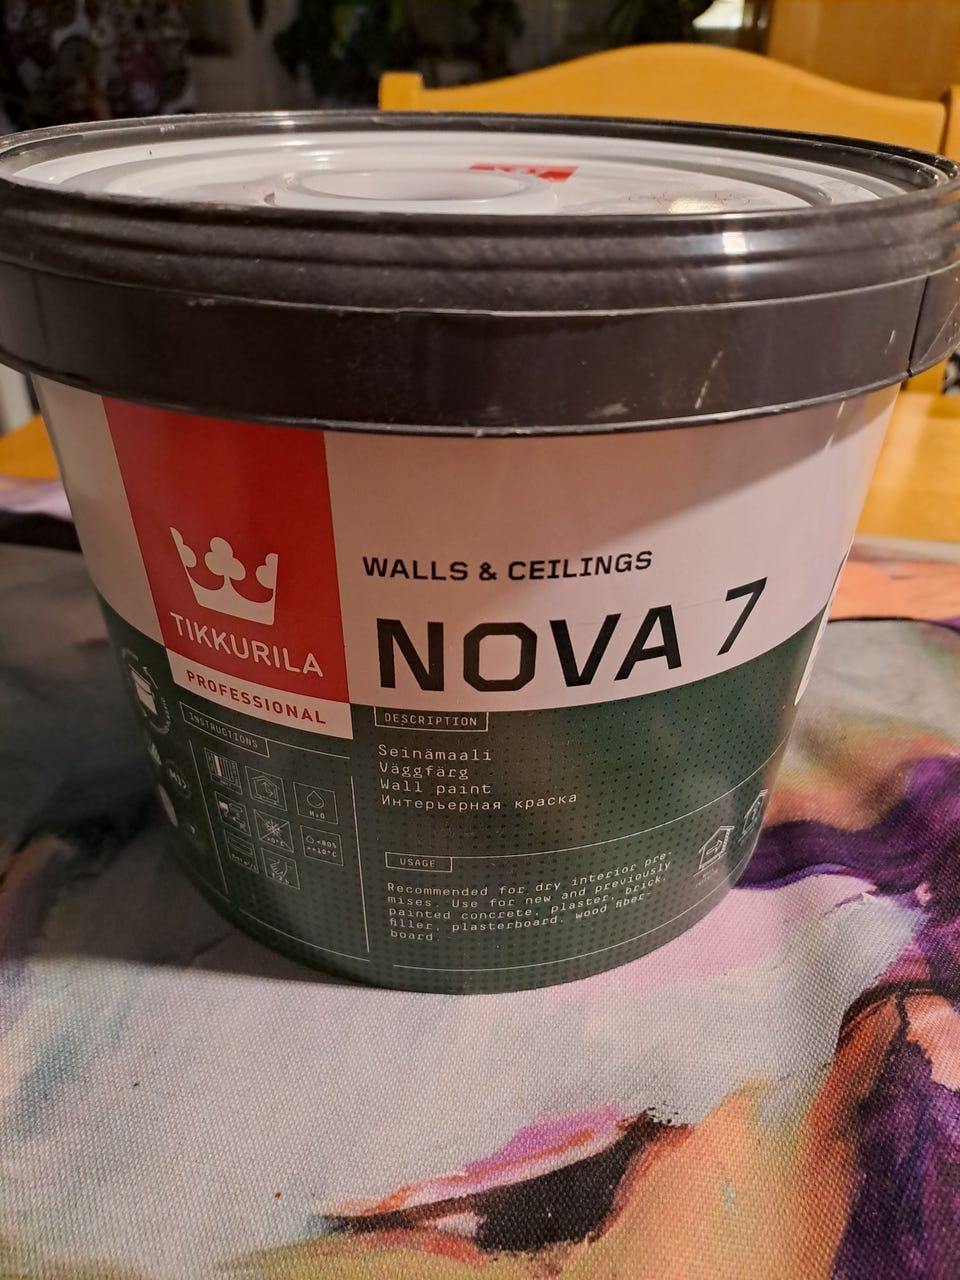 WALLS & CEILINGS
NOVA 7
TIKKURILA
PROFESSIONAL
INSTRUCTIONS
H₂O
DESCRIPTION
Seinämaali
Väggfärg
Wall paint
Интерьерная краска
USAGE
Recommended for dry interior pre-
mises. Use for new and previously
painted concrete, plaster, brick,
filler, plasterboard, wood fiber-
board.